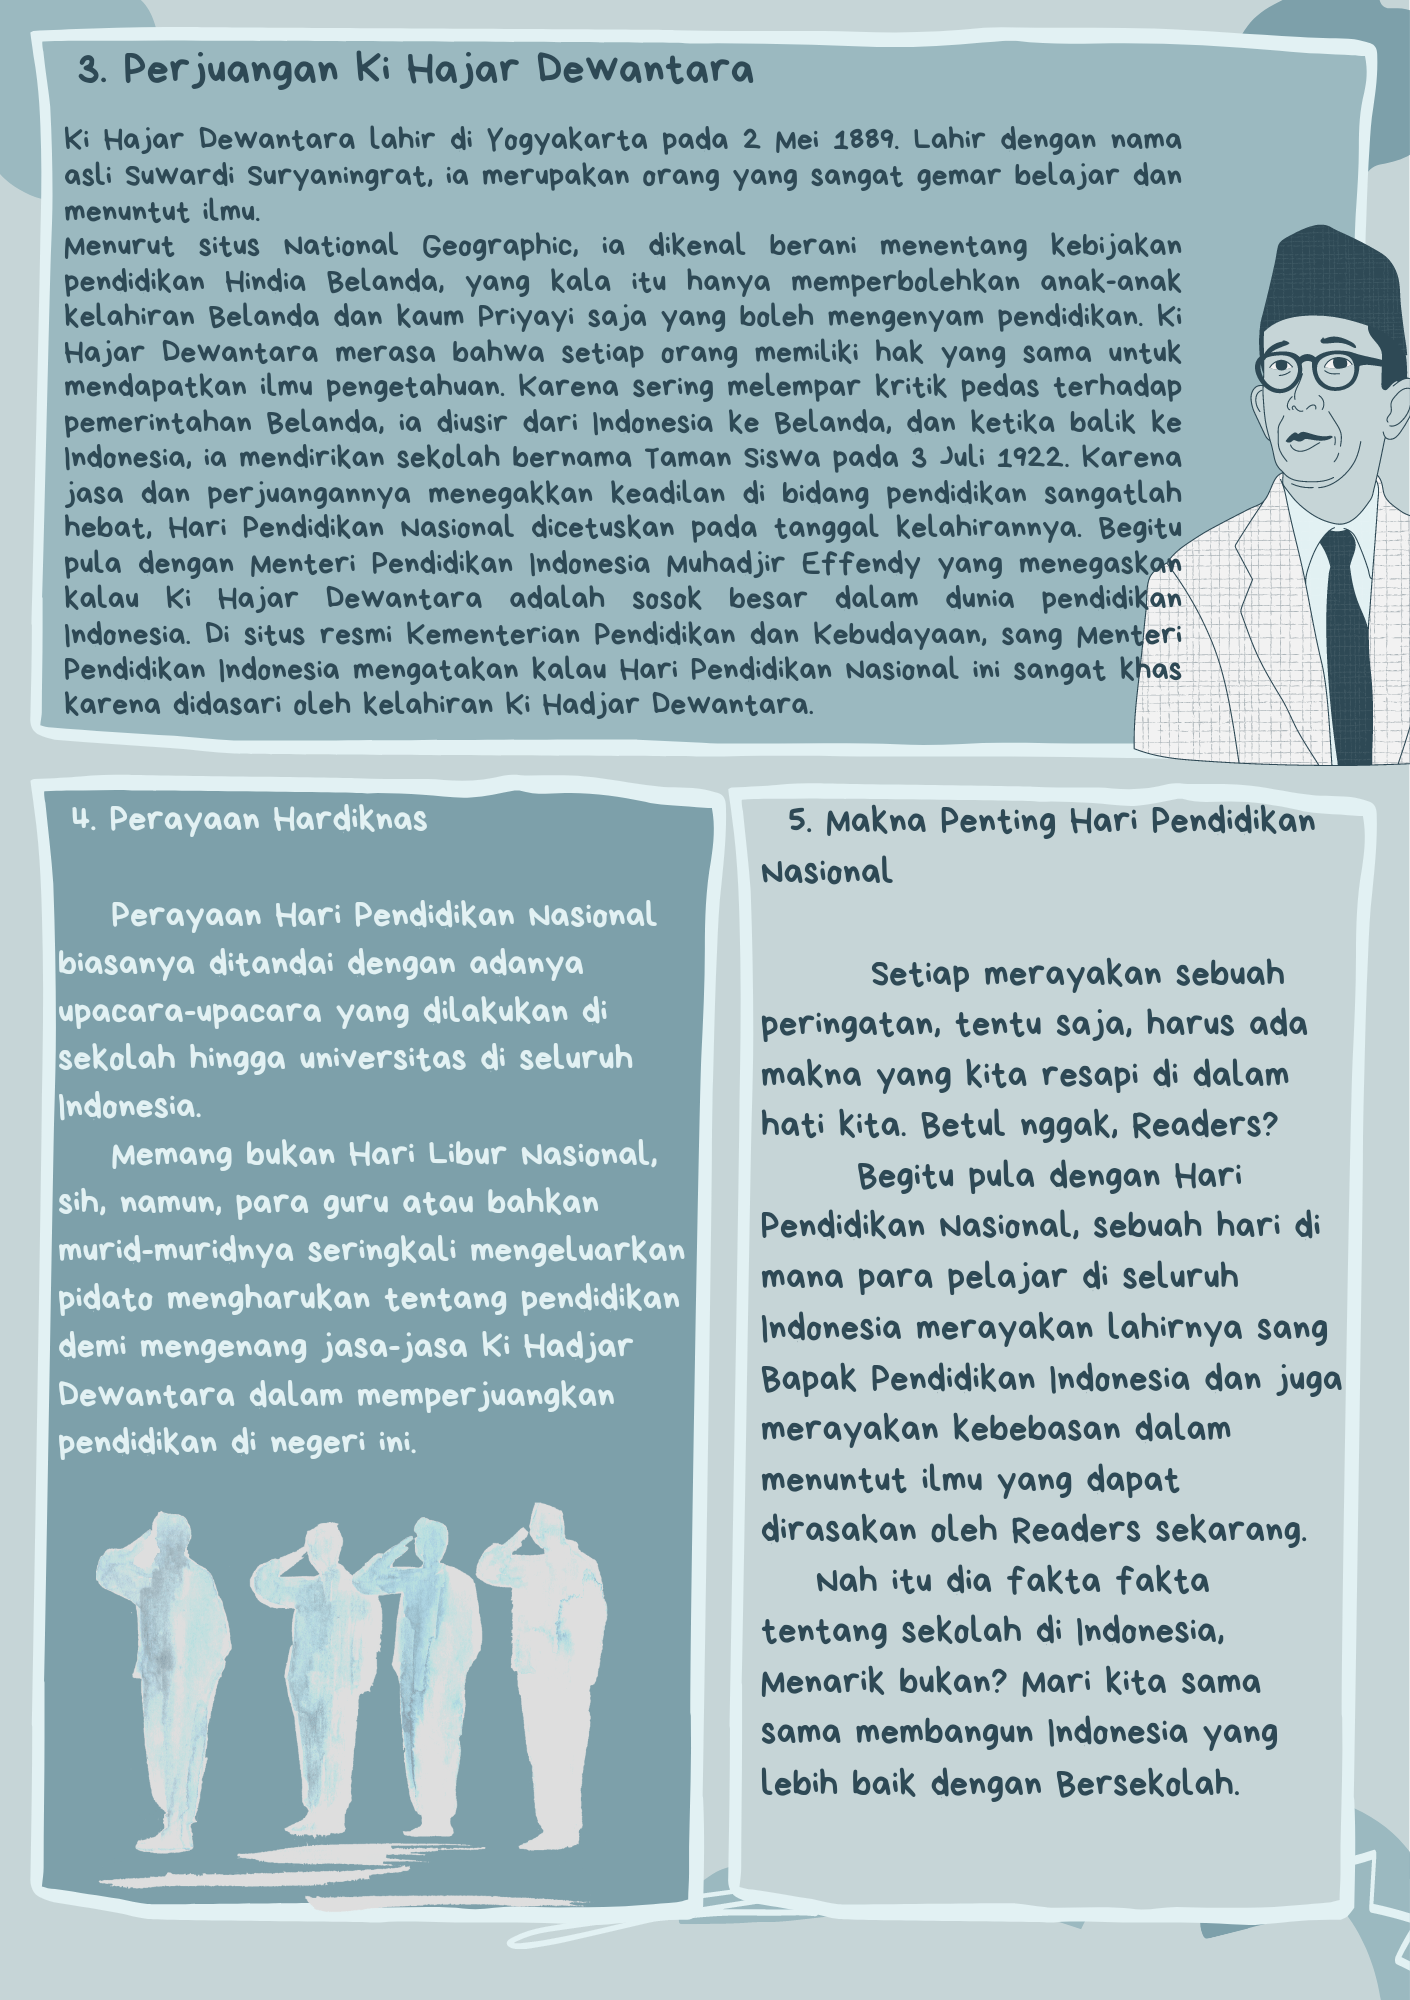 3. Perjuangan Ki Hajar Dewantara
Ki Hajar Dewantara lahir di Yogyakarta pada 2 Mei 1889. Lahir dengan nama
asli Suwardi Suryaningrat, ia merupakan orang yang sangat gemar belajar dan
menuntut ilmu.
Menurut situs National Geographic, ia dikenal berani menentang kebijakan
pendidikan Hindia Belanda, yang kala itu hanya memperbolehkan anak-anak
kelahiran Belanda dan kaum Priyayi saja yang boleh mengenyam pendidikan. Ki
Hajar Dewantara merasa bahwa setiap orang memiliki hak yang sama untuk
mendapatkan ilmu pengetahuan. Karena sering melempar kritik pedas terhadap
pemerintahan Belanda, ia diusir dari Indonesia ke Belanda, dan ketika balik ke
Indonesia, ia mendirikan sekolah bernama Taman Siswa pada 3 Juli 1922. Karena
jasa dan perjuangannya menegakkan keadilan di bidang pendidikan sangatlah
hebat, Hari Pendidikan Nasional dicetuskan pada tanggal kelahirannya. Begitu
pula dengan Menteri Pendidikan Indonesia Muhadjir Effendy yang menegaskan
kalau Ki Hajar Dewantara adalah sosok besar dalam dunia pendidikan
Indonesia. Di situs resmi Kementerian Pendidikan dan Kebudayaan, sang Menteri
Pendidikan Indonesia mengatakan kalau Hari Pendidikan Nasional ini sangat khas
karena didasari oleh kelahiran Ki Hadjar Dewantara.
4. Perayaan Hardiknas
Perayaan Hari Pendidikan Nasional
biasanya ditandai dengan adanya
upacara-upacara yang dilakukan di
sekolah hingga universitas di seluruh
Indonesia.
Memang bukan Hari Libur Nasional,
sih, namun, para guru atau bahkan
murid-muridnya seringkali mengeluarkan
pidato mengharukan tentang pendidikan
demi mengenang jasa-jasa Ki Hadjar
Dewantara dalam memperjuangkan
pendidikan di negeri ini.
5. Makna Penting Hari Pendidikan
Nasional
Setiap merayakan sebuah
peringatan, tentu saja, harus ada
makna yang kita resapi di dalam
hati kita. Betul nggak, Readers?
Begitu pula dengan Hari
Pendidikan Nasional, sebuah hari di
mana para pelajar di seluruh
Indonesia merayakan lahirnya sang
Bapak Pendidikan Indonesia dan juga
merayakan kebebasan dalam
menuntut ilmu yang dapat
dirasakan oleh Readers sekarang.
Nah itu dia fakta fakta
tentang sekolah di Indonesia,
Menarik bukan? Mari kita sama
sama membangun Indonesia yang
lebih baik dengan Bersekolah.